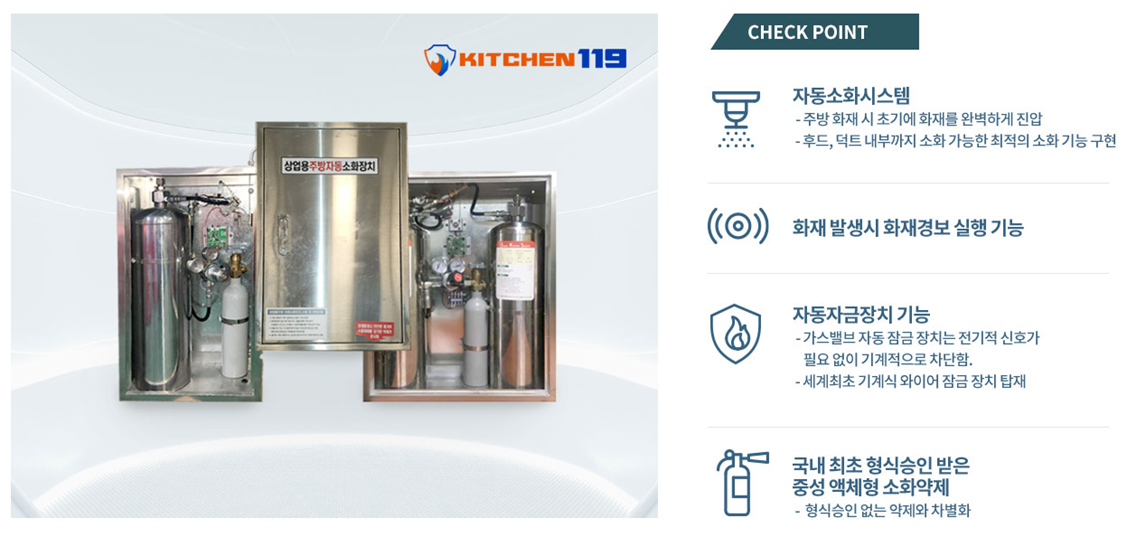 KITCHEN119
상업용주방자동소화장치
CHECK POINT
자동소화시스템
- 주방 화재 시 초기에 화재를 완벽하게 진압
- 후드, 덕트 내부까지 소화 가능한 최적의 소화 기능 구현
화재 발생시 화재경보 실행 기능
자동자금장치 기능
- 가스밸브 자동 잠금 장치는 전기적 신호가
필요 없이 기계적으로 차단함.
- 세계최초 기계식 와이어 잠금 장치 탑재
국내 최초 형식승인 받은
중성 액체형 소화약제
- 형식승인 없는 약제와 차별화